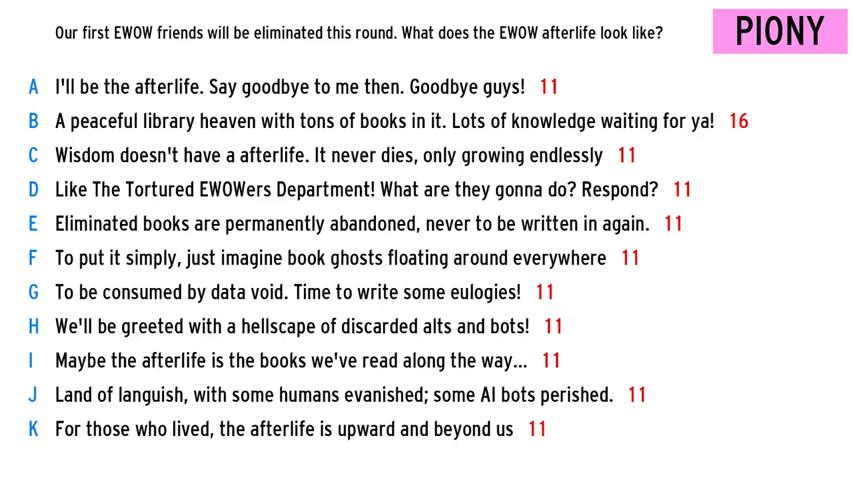 Our first EWOW friends will be eliminated this round. What does the EWOW afterlife look like?
PIONY
A I'll be the afterlife. Say goodbye to me then. Goodbye guys! 11
B A peaceful library heaven with tons of books in it. Lots of knowledge waiting for ya! 16
C Wisdom doesn't have a afterlife. It never dies, only growing endlessly 11
D Like The Tortured EWOWers Department! What are they gonna do? Respond? 11
E Eliminated books are permanently abandoned, never to be written in again. 11
F To put it simply, just imagine book ghosts floating around everywhere 11
G To be consumed by data void. Time to write some eulogies! 11
H We'll be greeted with a hellscape of discarded alts and bots! 11
I Maybe the afterlife is the books we've read along the way... 11
J Land of languish, with some humans evanished; some AI bots perished. 11
K For those who lived, the afterlife is upward and beyond us 11